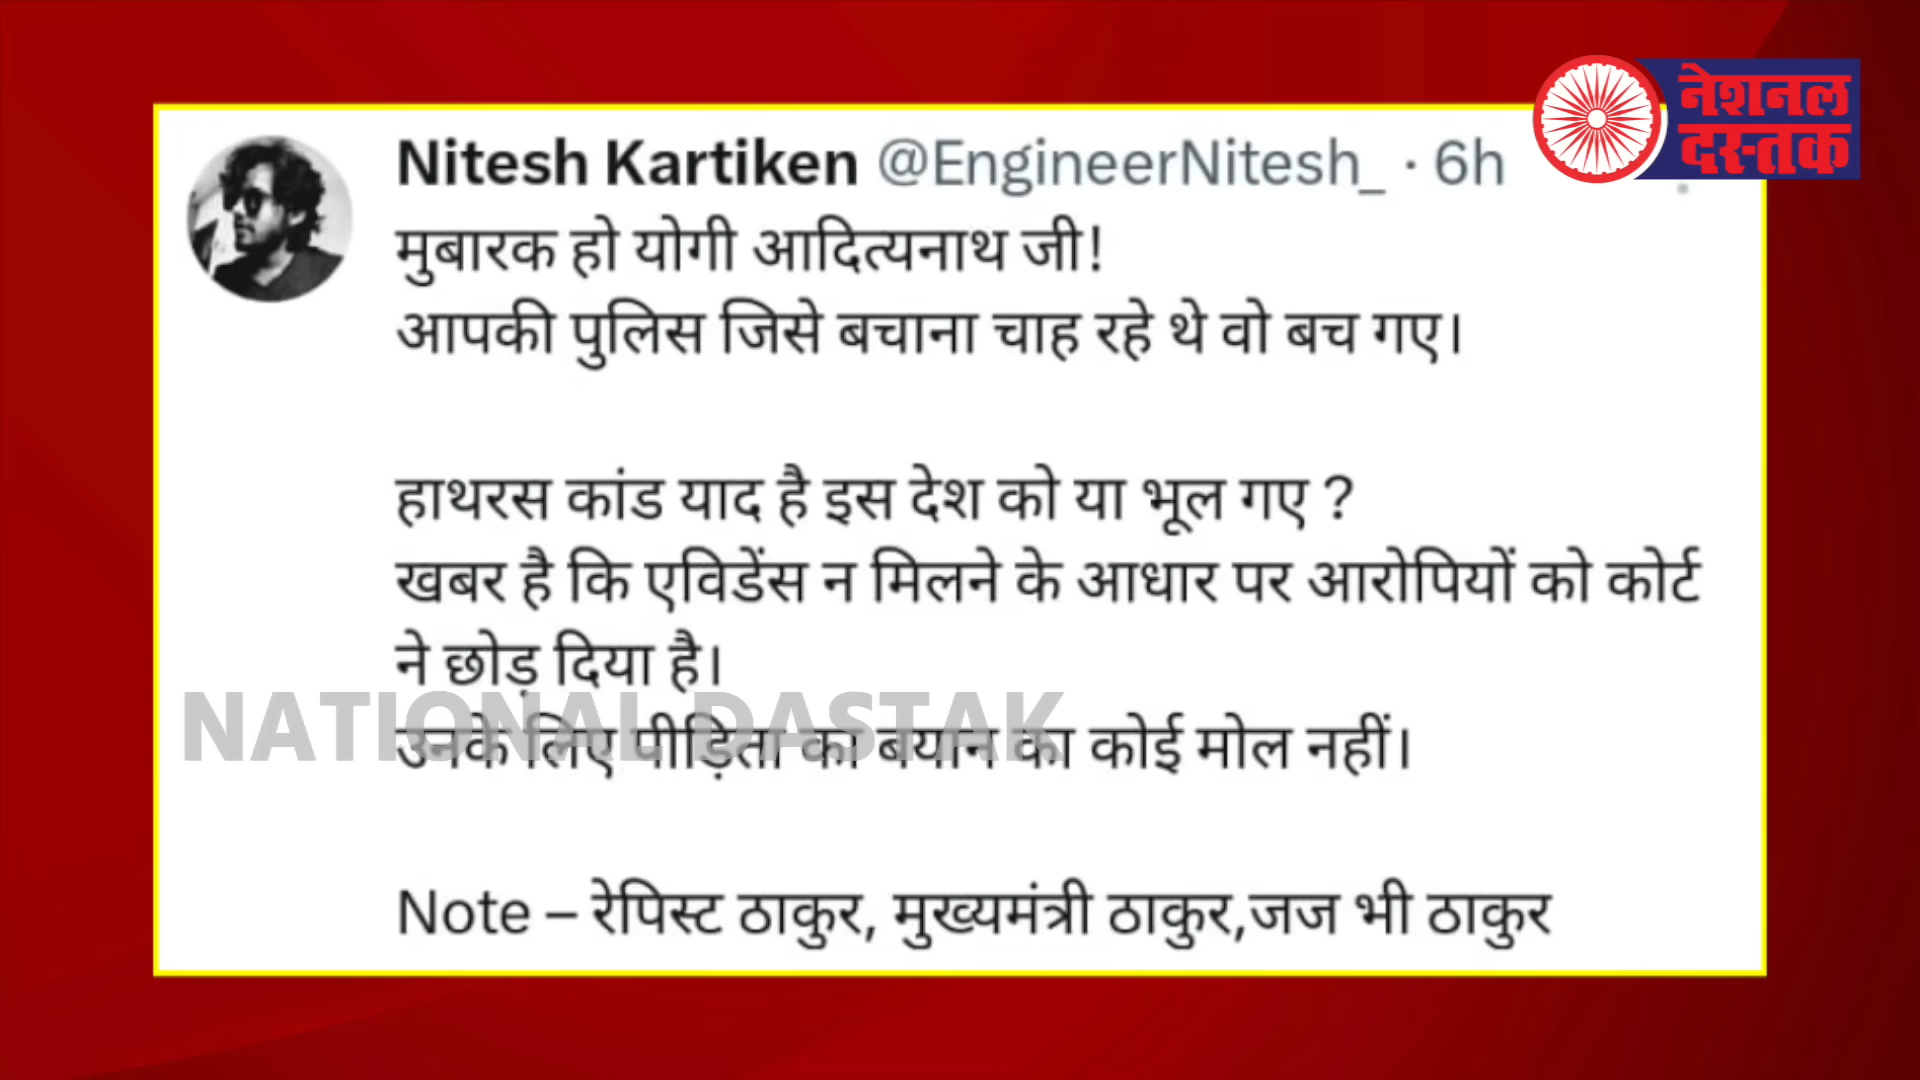 नेशनल
दस्तक
Nitesh Kartiken @EngineerNitesh_ · 6h
मुबारक हो योगी आदित्यनाथ जी!
आपकी पुलिस जिसे बचाना चाह रहे थे वो बच गए।
हाथरस कांड याद है इस देश को या भूल गए ?
खबर है कि एविडेंस न मिलने के आधार पर आरोपियों को कोर्ट
ने छोड़ दिया है।
NATIONAL DASTAK
उनके लिए पीड़िता का बयान का कोई मोल नहीं।
Note – रेपिस्ट ठाकुर, मुख्यमंत्री ठाकुर,जज भी ठाकुर